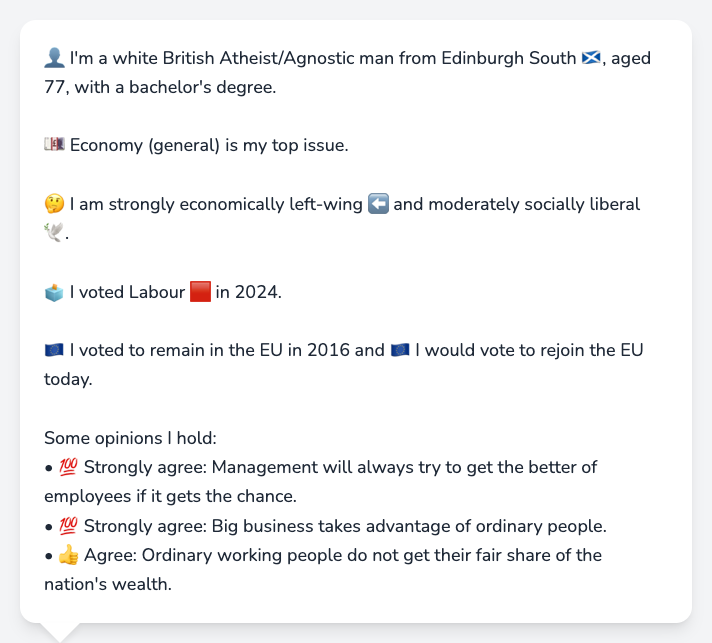 👤 I'm a white British Atheist/Agnostic man from Edinburgh South 🏴󠁧󠁢󠁳󠁣󠁴󠁿, aged
77, with a bachelor's degree.
💷 Economy (general) is my top issue.
🤔 I am strongly economically left-wing ⬅️ and moderately socially liberal
🕊️.
🗳️ I voted Labour 🟥 in 2024.
🇪🇺 I voted to remain in the EU in 2016 and 🇪🇺 I would vote to rejoin the EU
today.
Some opinions I hold:
• 💯 Strongly agree: Management will always try to get the better of
employees if it gets the chance.
• 💯 Strongly agree: Big business takes advantage of ordinary people.
• 👍 Agree: Ordinary working people do not get their fair share of the
nation's wealth.